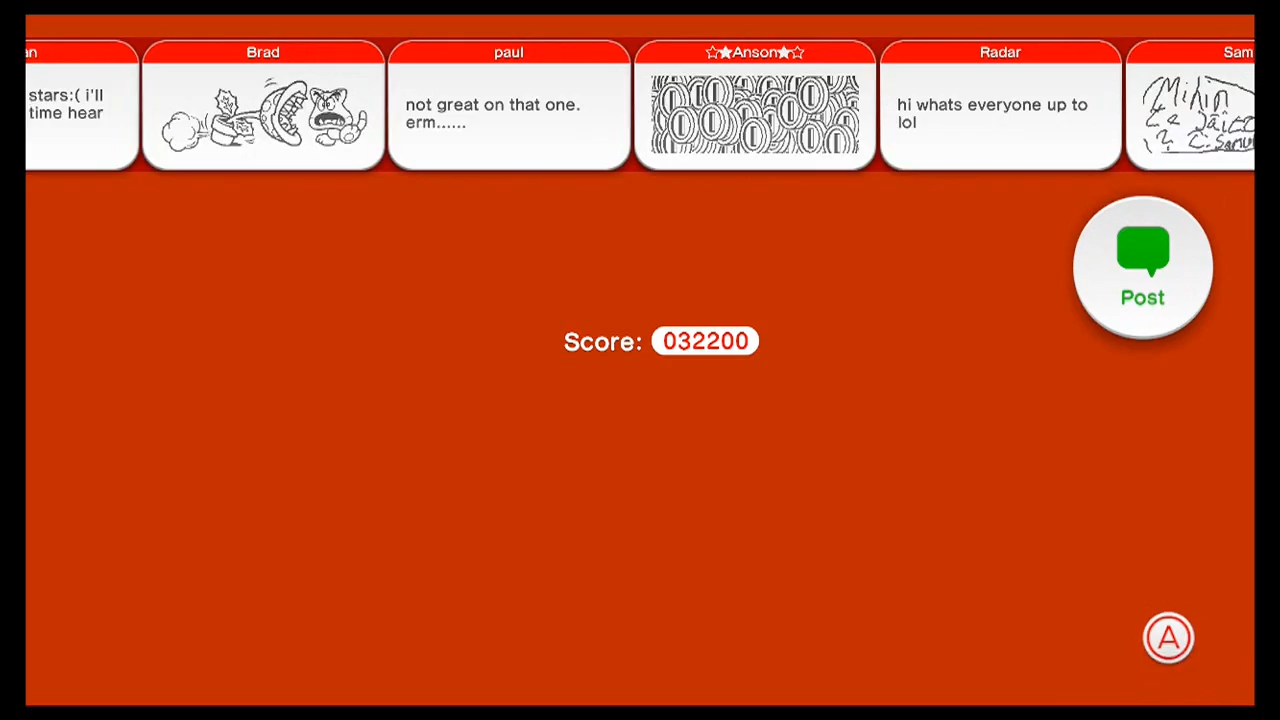 an
Brad
paul
☆★Anson★☆
Radar
Sam
stars:( i'll
time hear
not great on that one.
erm......
hi whats everyone up to
lol
Post
Score: 032200
A